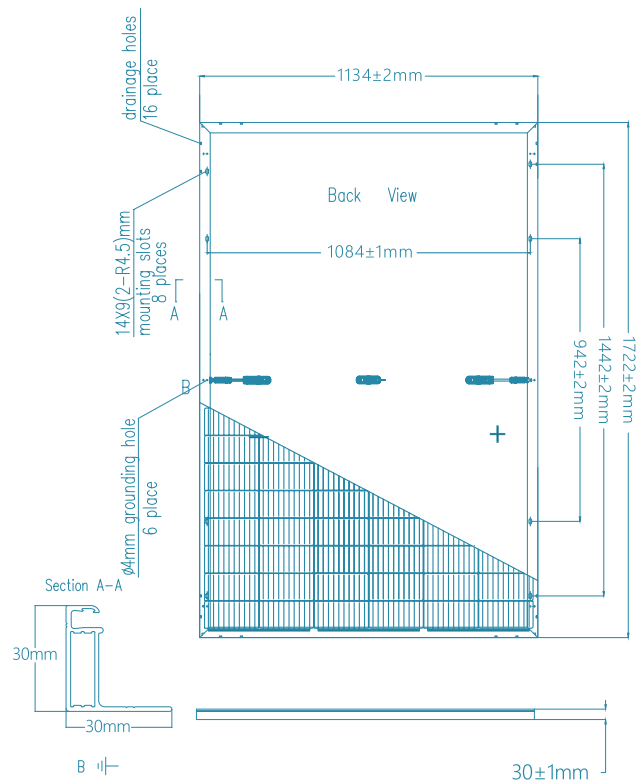 drainage holes
16 place
1134±2mm
Back View
14X9(2-R4.5)mm
mounting slots
8 places
1084±1mm
A A
942±2mm
1442±2mm
1722±2mm
B
ø4mm grounding hole
6 place
Section A-A
30mm
30mm
B
30±1mm